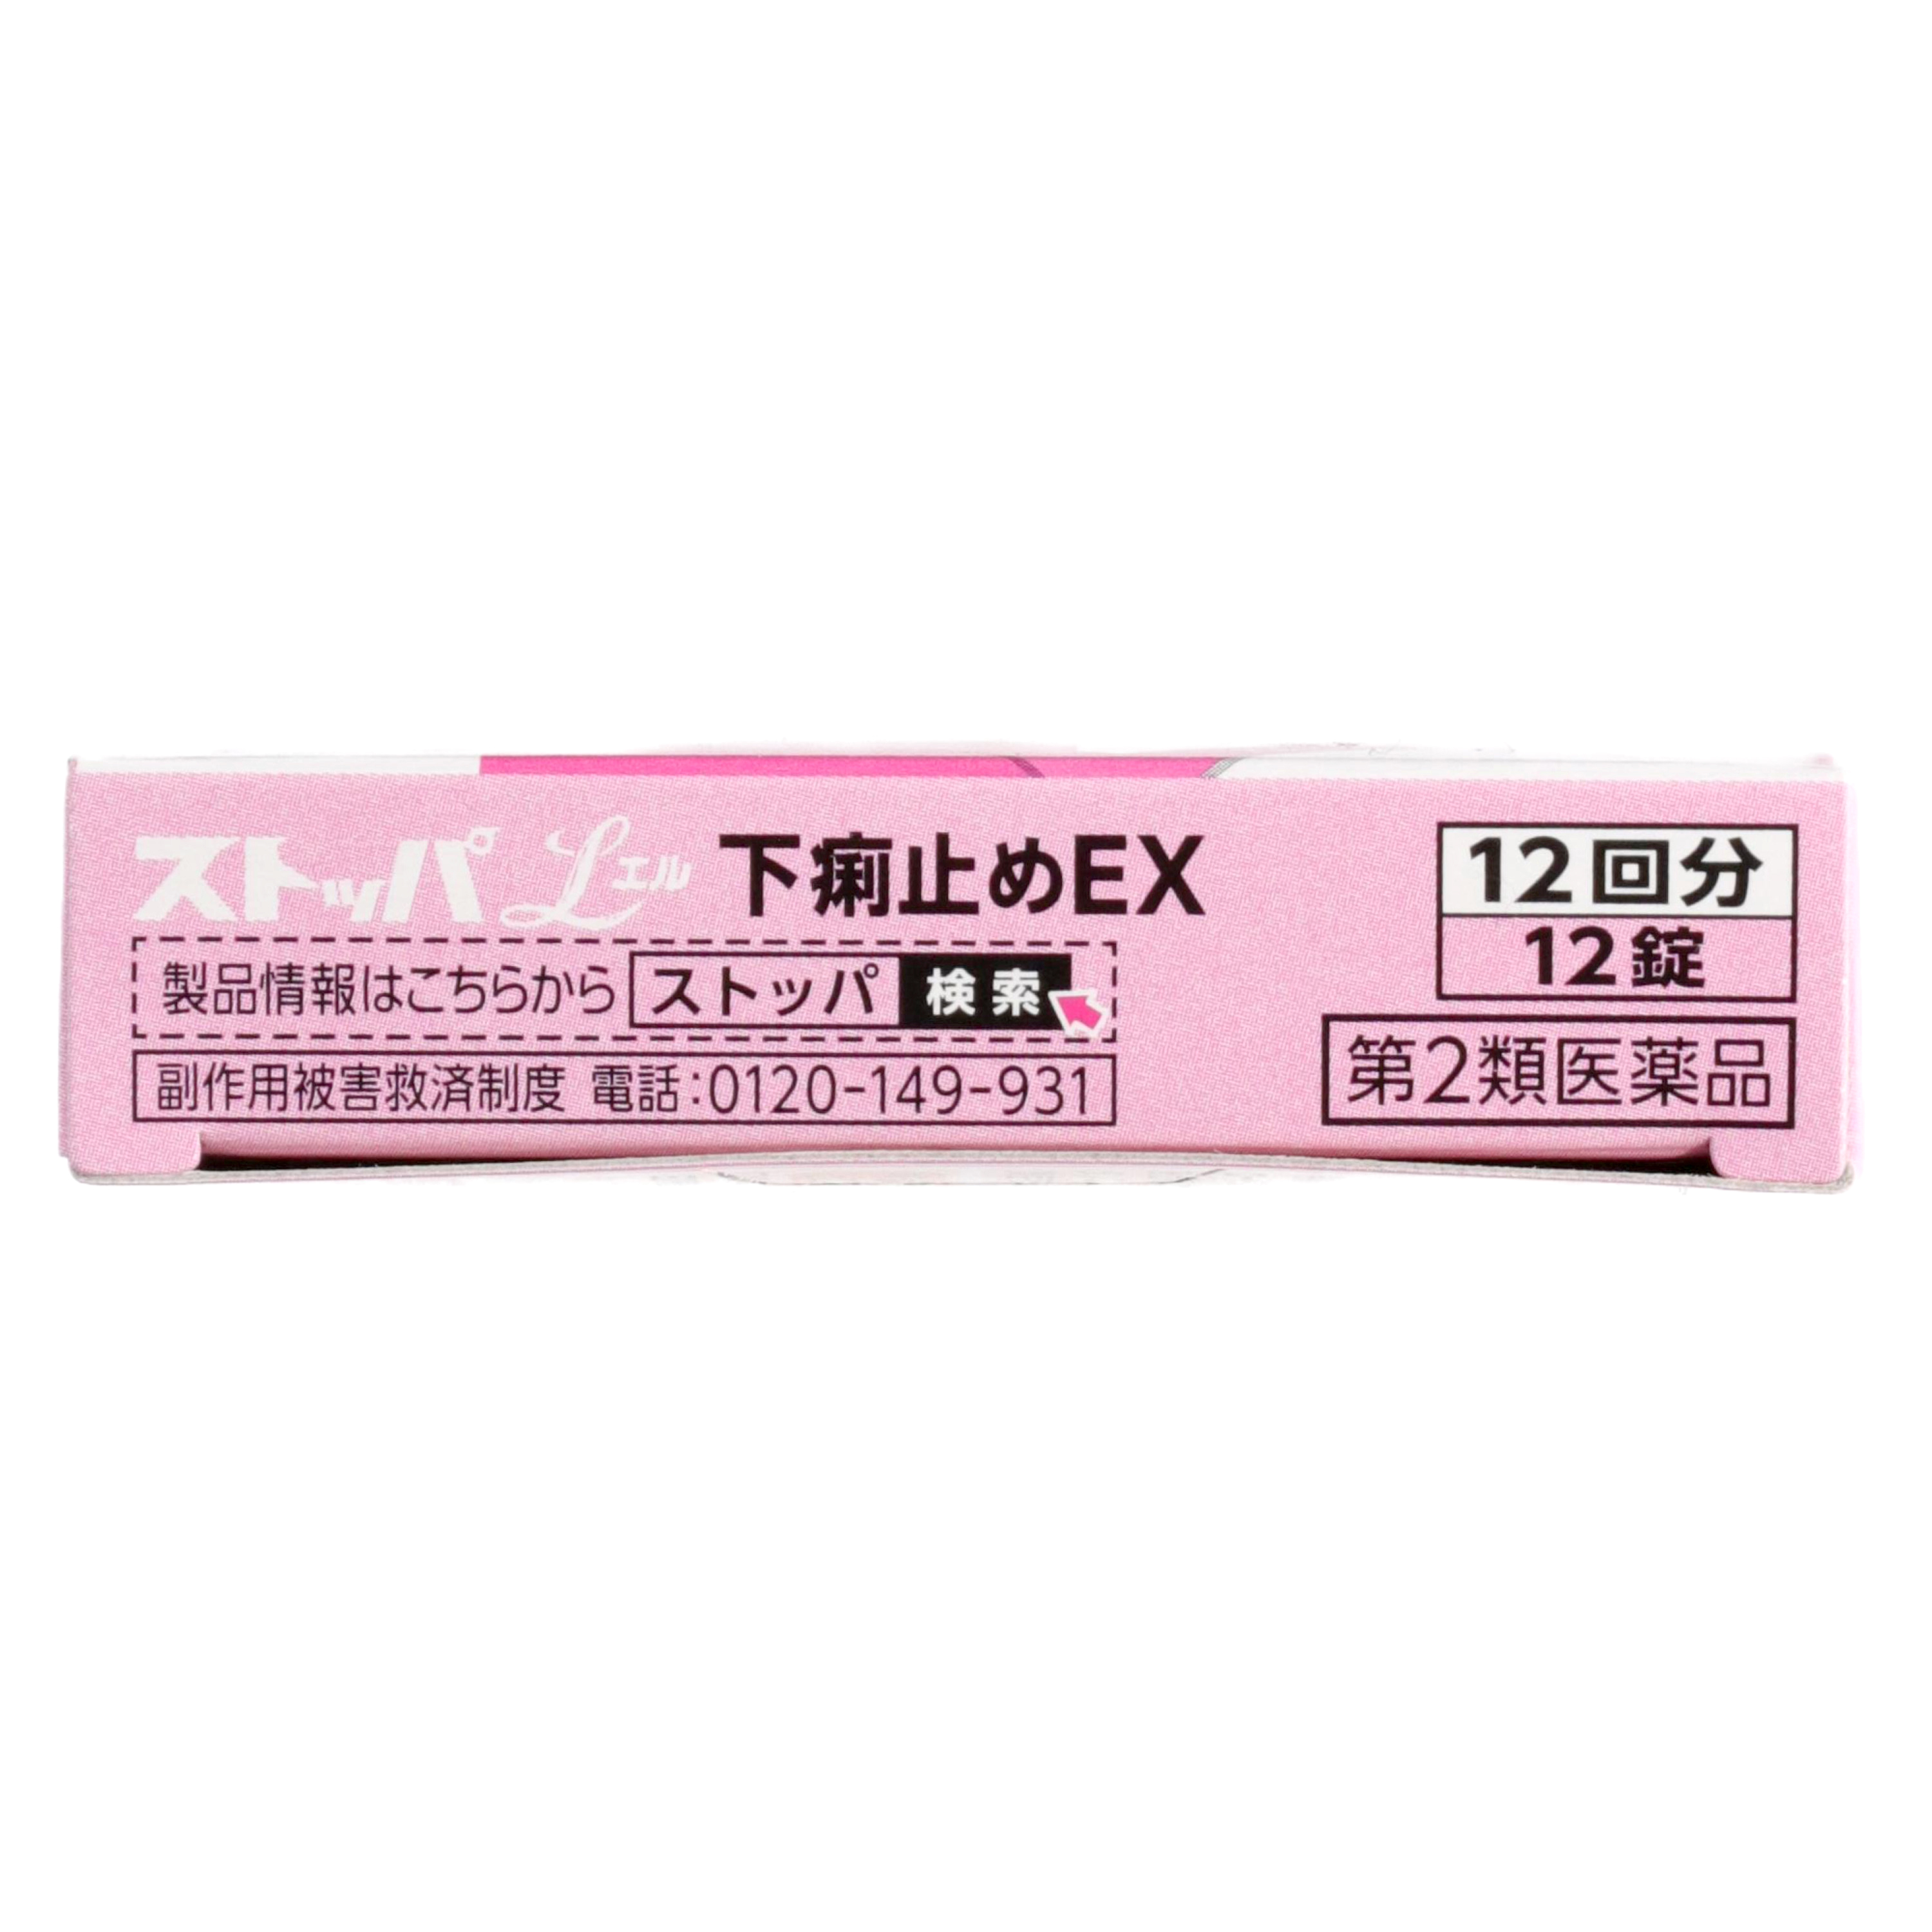 ストッパ Lエル 下痢止めEX
12回分
12錠
製品情報はこちらから ストッパ 検索
第2類医薬品
副作用被害救済制度 電話:0120-149-931